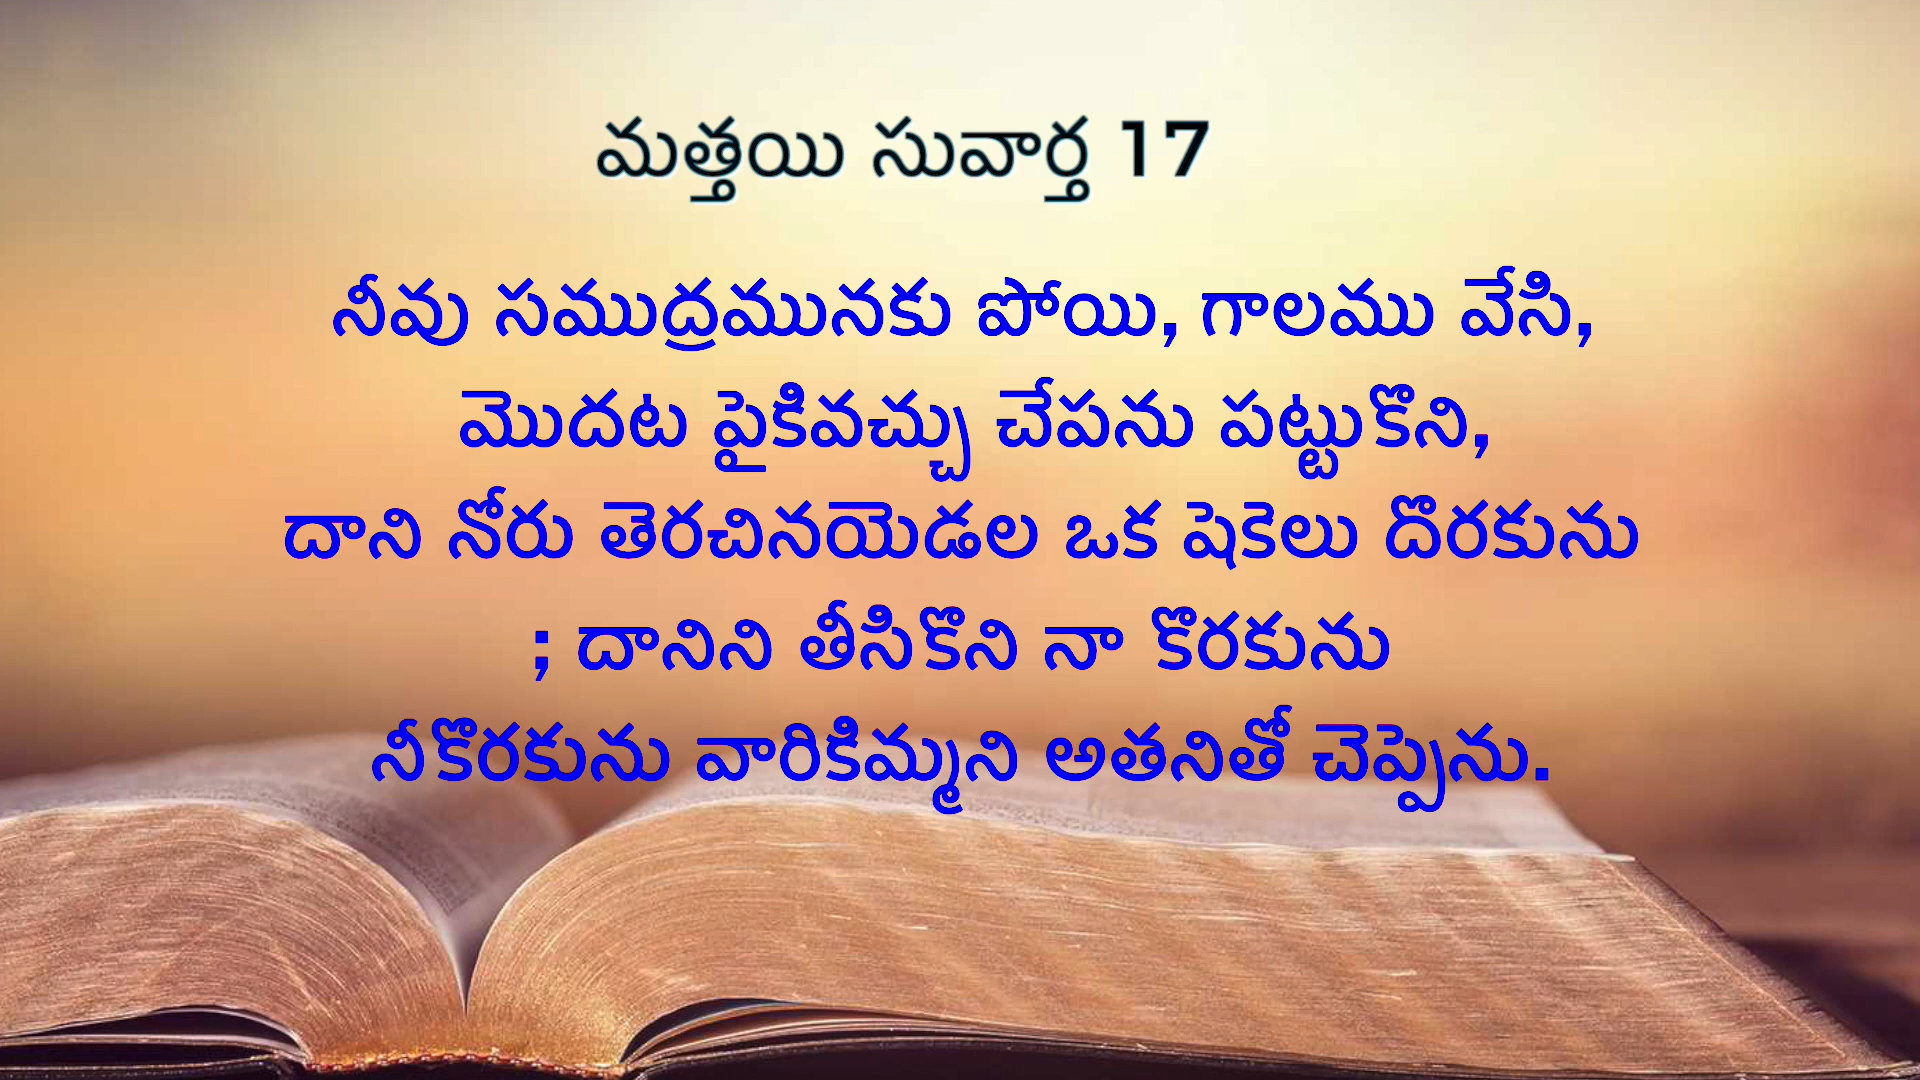 మత్తయి సువార్త 17
నీవు సముద్రమునకు పోయి, గాలము వేసి,
మొదట పైకివచ్చు చేపను పట్టుకొని,
దాని నోరు తెరచినయెడల ఒక షెకెలు దొరకును
; దానిని తీసికొని నా కొరకును
నీకొరకును వారికిమ్మని అతనితో చెప్పెను.